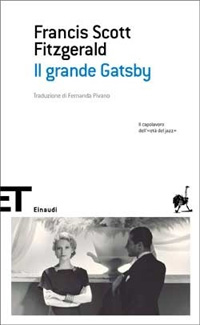 Francis Scott
Fitzgerald
Il grande Gatsby
Traduzione di Fernanda Pivano
Il capolavoro
dell'«età del jazz»
ET
Einaudi